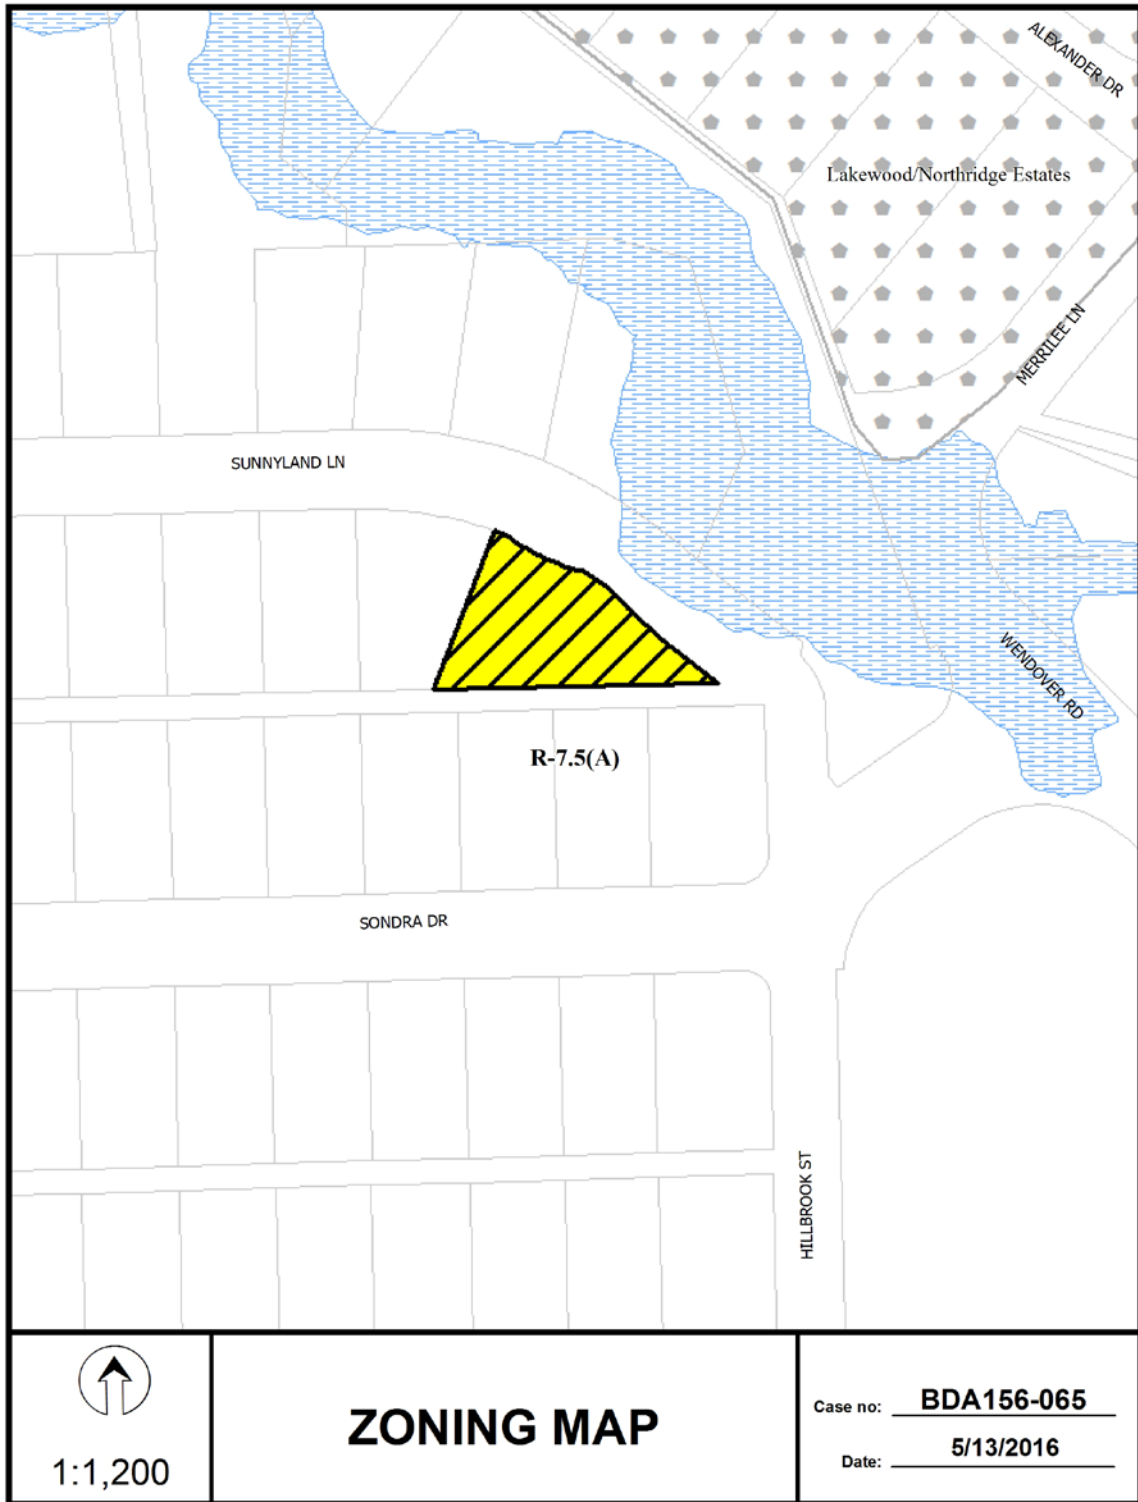 ALEXANDER DR
Lakewood/Northridge Estates
MERRILEE LN
SUNNYLAND LN
WENDOVER RD
R-7.5(A)
SONDRA DR
HILLBROOK ST
1:1,200
ZONING MAP
Case no: BDA156-065
Date: 5/13/2016